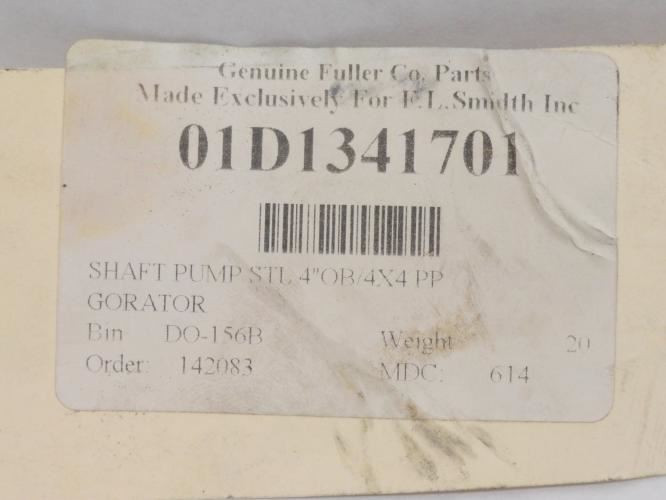 Genuine Fuller Co. Parts
Made Exclusively For F.L.Smidth Inc
01D1341701
SHAFT PUMP STL 4"OB/4X4 PP
GORATOR
Bin DO-156B Weight 20
Order: 142083 MDC: 614